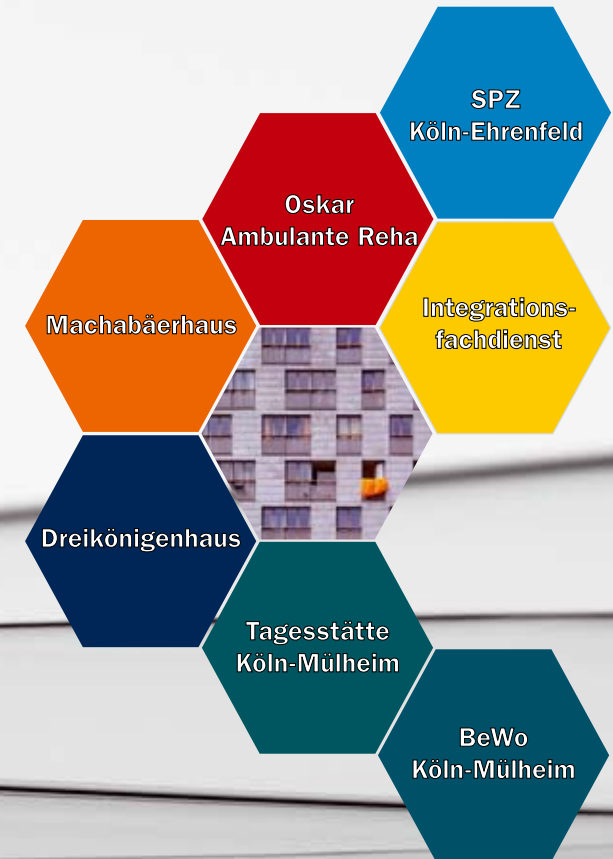 SPZ
Köln-Ehrenfeld
Oskar
Ambulante Reha
Integrations-
fachdienst
Machabäerhaus
Dreikönigenhaus
Tagesstätte
Köln-Mülheim
BeWo
Köln-Mülheim